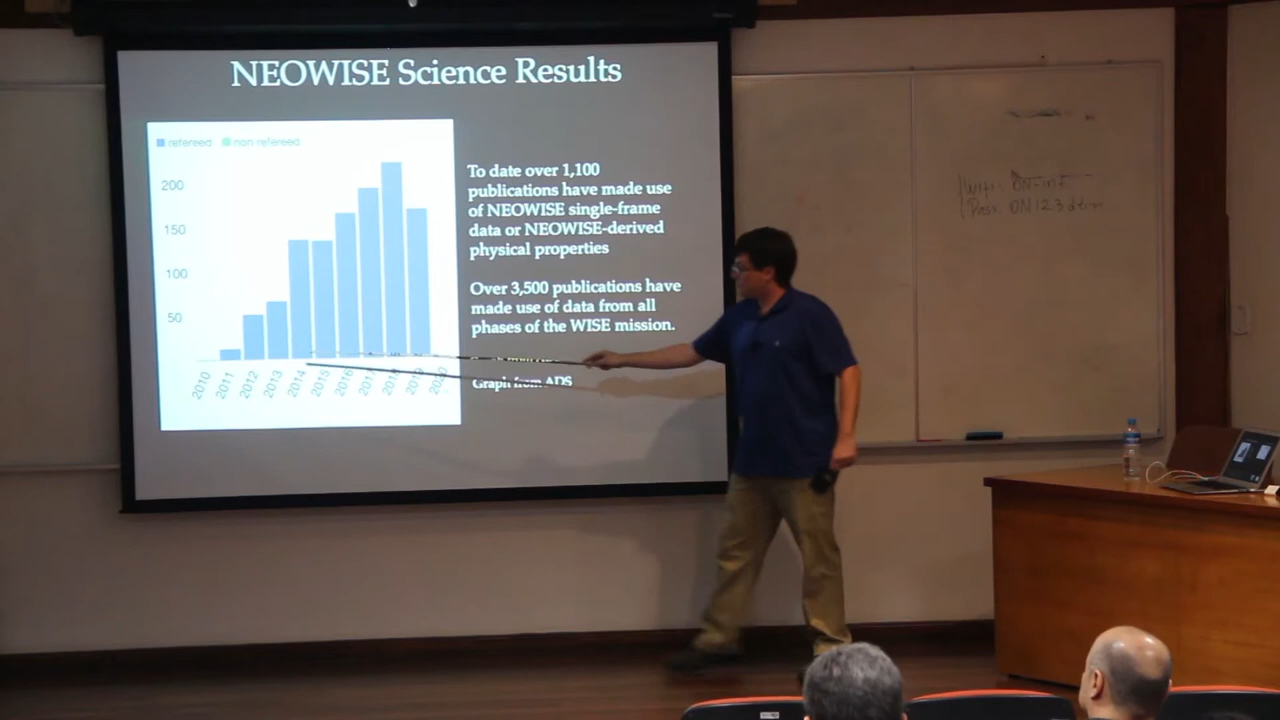 NEOWISE Science Results
refereed non refereed
200
150
100
50
2010 2011 2012 2013 2014 2015 2016 2017 2018 2019 2020
To date over 1,100
publications have made use
of NEOWISE single-frame
data or NEOWISE-derived
physical properties
Over 3,500 publications have
made use of data from all
phases of the WISE mission.
Graph from ADS